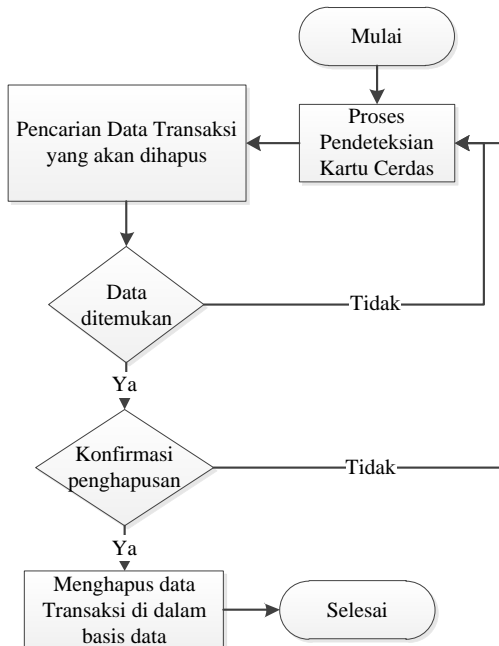 Mulai
Proses
Pendeteksian
Kartu Cerdas
Pencarian Data Transaksi
yang akan dihapus
Data
ditemukan
Tidak
Ya
Konfirmasi
penghapusan
Tidak
Ya
Menghapus data
Transaksi di dalam
basis data
Selesai